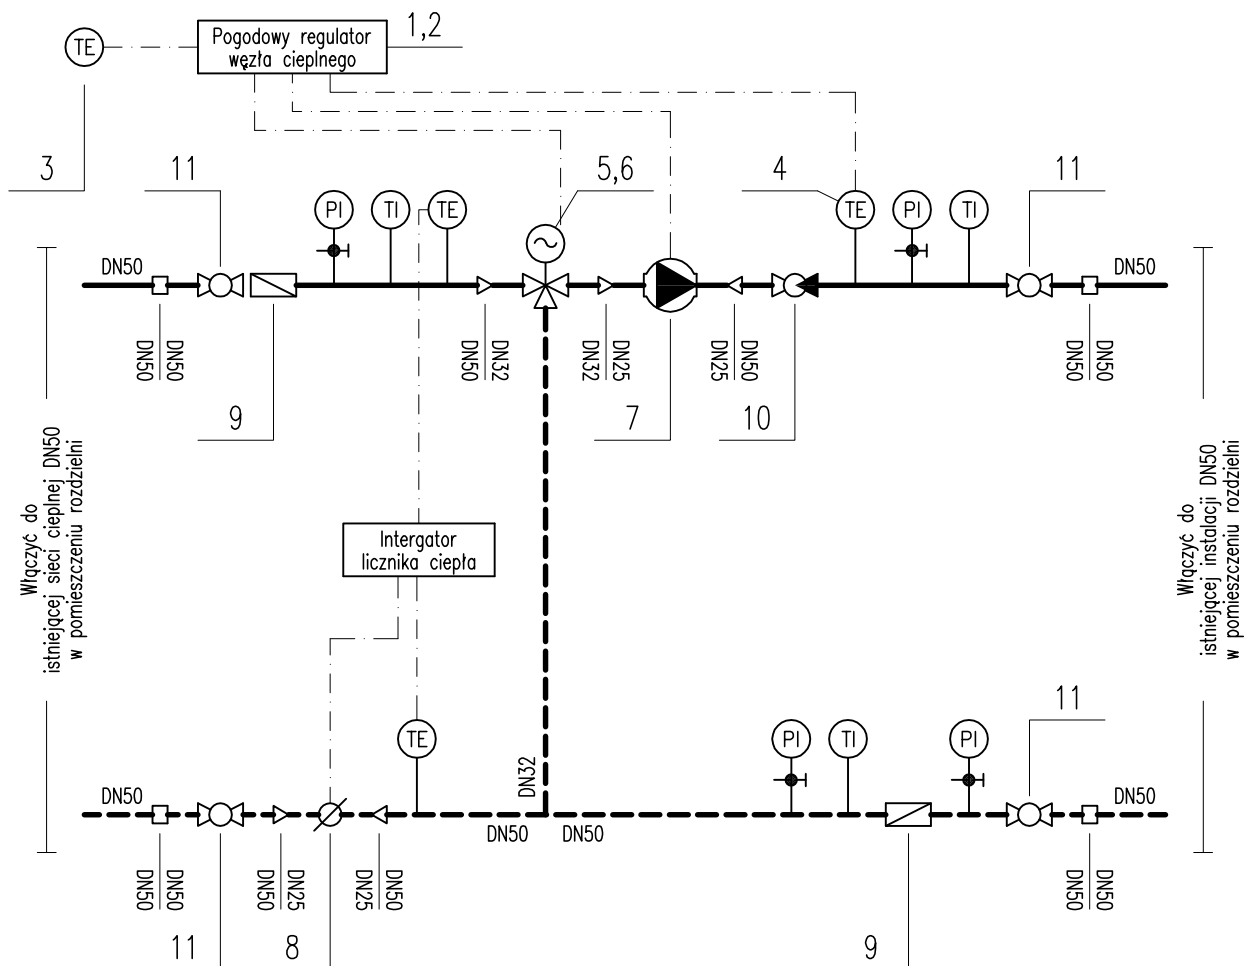 1,2
TE
Pogodowy regulator
węzła cieplnego
3
11
5,6
4
11
PI
TI
TE
TE
PI
TI
DN50
DN50
DN50
DN50
DN50
DN32
DN32
DN25
DN25
DN50
DN50
DN50
9
7
10
Włączyć do
istniejącej sieci cieplnej DN50
w pomieszczeniu rozdzielni
Intergator
licznika ciepła
Włączyć do
istniejącej instalacji DN50
w pomieszczeniu rozdzielni
11
TE
PI
TI
PI
DN32
DN50
DN50
DN50
DN50
DN50
DN50
DN50
DN25
DN25
DN50
DN50
DN50
11
8
9